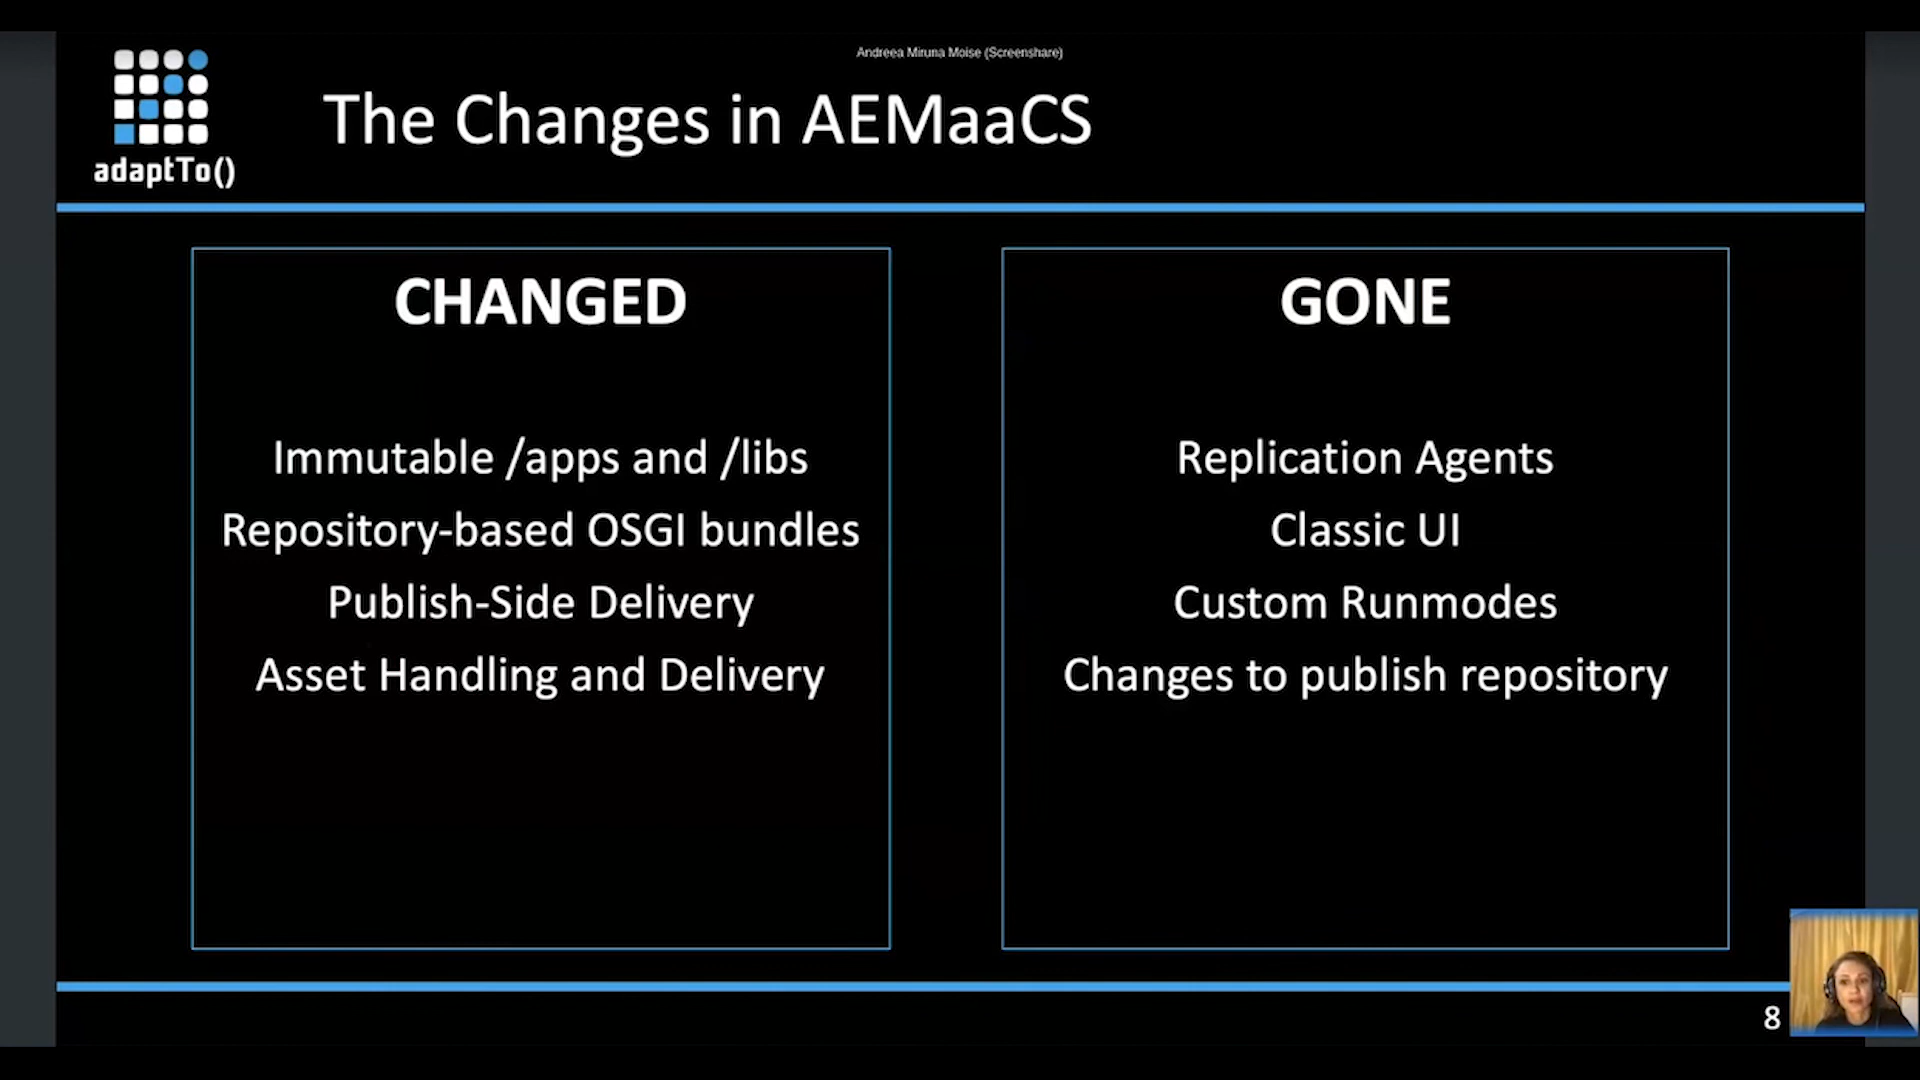 Andreea Miruna Moise (Screenshare)
adaptTo()
The Changes in AEMaaCS
CHANGED
Immutable /apps and /libs
Repository-based OSGI bundles
Publish-Side Delivery
Asset Handling and Delivery
GONE
Replication Agents
Classic UI
Custom Runmodes
Changes to publish repository
8